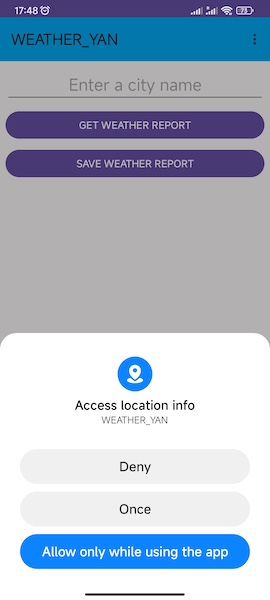 17:48
73
WEATHER_YAN
Enter a city name
GET WEATHER REPORT
SAVE WEATHER REPORT
Access location info
WEATHER_YAN
Deny
Once
Allow only while using the app